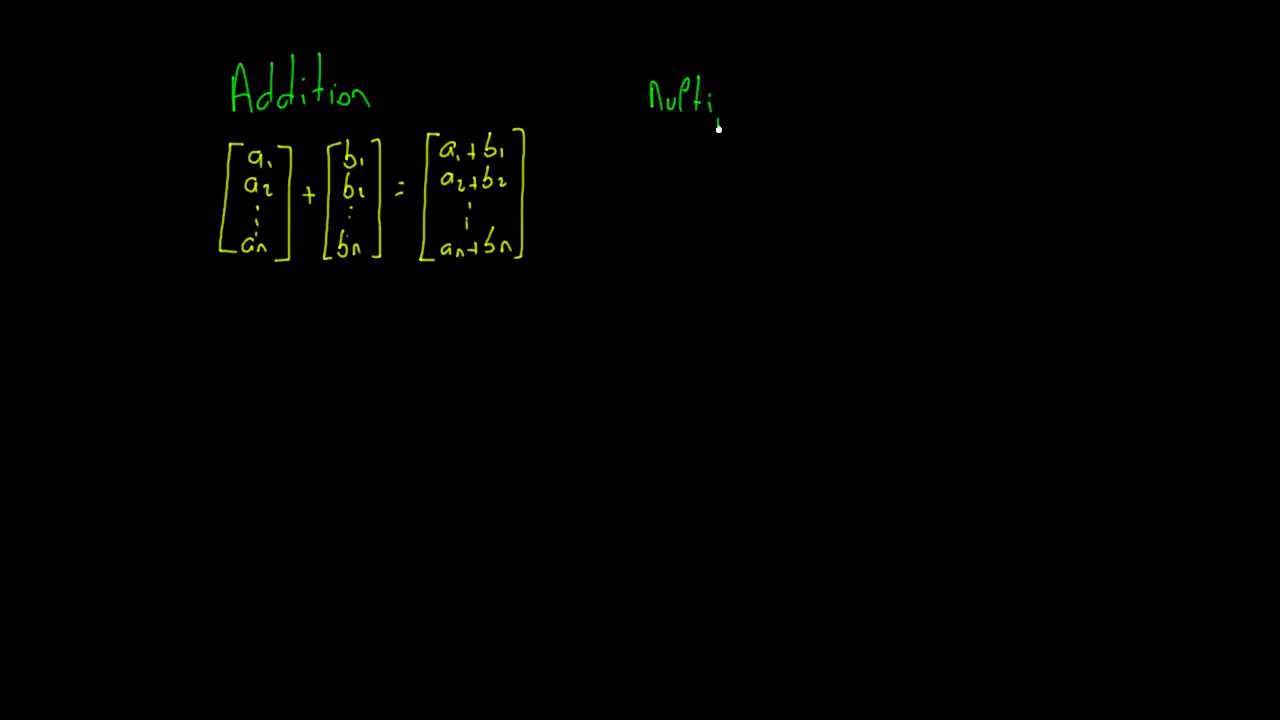 Addition
Multi
[a₁ a₂ ⋮ aₙ] + [b₁ b₂ ⋮ bₙ] = [a₁+b₁ a₂+b₂ ⋮ aₙ+bₙ]